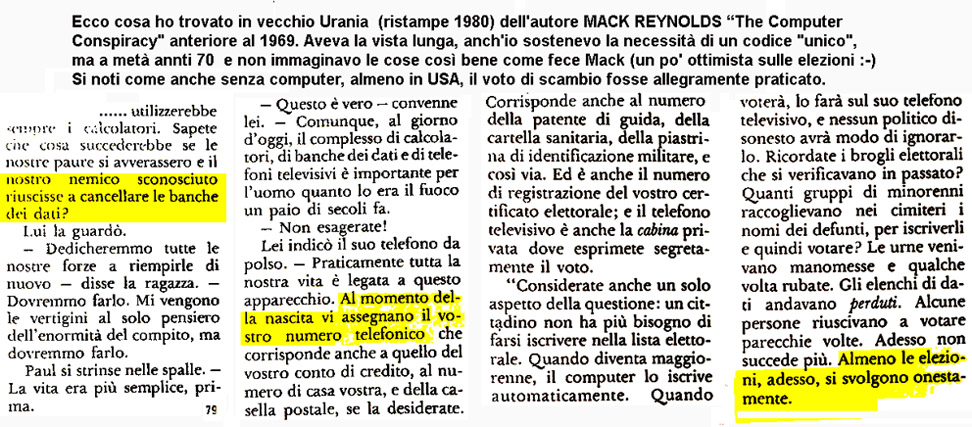 Ecco cosa ho trovato in vecchio Urania (ristampe 1980) dell'autore MACK REYNOLDS “The Computer
Conspiracy" anteriore al 1969. Aveva la vista lunga, anch'io sostenevo la necessità di un codice "unico",
ma a metà annti 70 e non immaginavo le cose così bene come fece Mack (un po' ottimista sulle elezioni :-)
Si noti come anche senza computer, almeno in USA, il voto di scambio fosse allegramente praticato.
...... utilizzerebbe
sempre i calcolatori. Sapete
che cosa succederebbe se le
nostre paure si avverassero e il
nostro nemico sconosciuto
riuscisse a cancellare le banche
dei dati?
Lui la guardò.
— Dedicheremmo tutte le
nostre forze a riempirle di
nuovo — disse la ragazza. —
Dovremmo farlo. Mi vengono
le vertigini al solo pensiero
dell'enormità del compito, ma
dovremmo farlo.
Paul si strinse nelle spalle. —
La vita era più semplice, pri-
ma.
79
— Questo è vero — convenne
lei. — Comunque, al giorno
d'oggi, il complesso di calcola-
tori, di banche dei dati e di tele-
foni televisivi è importante per
l'uomo quanto lo era il fuoco
un paio di secoli fa.
— Non esagerate!
Lei indicò il suo telefono da
polso. — Praticamente tutta la
nostra vita è legata a questo
apparecchio. Al momento del-
la nascita vi assegnano il vo-
stro numero telefonico che
corrisponde anche a quello del
vostro conto di credito, al nu-
mero di casa vostra, e della ca-
sella postale, se la desiderate.
Corrisponde anche al numero
della patente di guida, della
cartella sanitaria, della piastri-
na di identificazione militare, e
così via. Ed è anche il numero
di registrazione del vostro cer-
tificato elettorale; e il telefono
televisivo è anche la cabina pri-
vata dove esprimete segreta-
mente il voto.
“Considerate anche un solo
aspetto della questione: un cit-
tadino non ha più bisogno di
farsi iscrivere nella lista eletto-
rale. Quando diventa maggio-
renne, il computer lo iscrive
automaticamente. Quando
voterà, lo farà sul suo telefono
televisivo, e nessun politico di-
sonesto avrà modo di ignorar-
lo. Ricordate i brogli elettorali
che si verificavano in passato?
Quanti gruppi di minorenni
raccoglievano nei cimiteri i
nomi dei defunti, per iscriverli
e quindi votare? Le urne veni-
vano manomesse e qualche
volta rubate. Gli elenchi di da-
ti andavano perduti. Alcune
persone riuscivano a votare
parecchie volte. Adesso non
succede più. Almeno le elezio-
ni, adesso, si svolgono onesta-
mente.